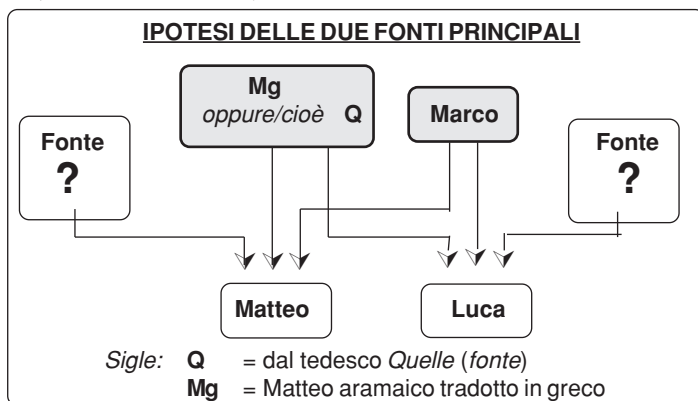 IPOTESI DELLE DUE FONTI PRINCIPALI
Mg
oppure/cioè Q
Marco
Fonte
?
Fonte
?
Matteo
Luca
Sigle: Q = dal tedesco Quelle (fonte)
Mg = Matteo aramaico tradotto in greco